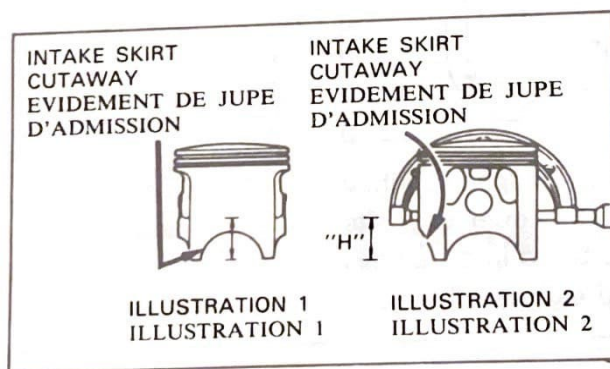 INTAKE SKIRT
CUTAWAY
EVIDEMENT DE JUPE
D'ADMISSION
INTAKE SKIRT
CUTAWAY
EVIDEMENT DE JUPE
D'ADMISSION
"H"
ILLUSTRATION 1
ILLUSTRATION 1
ILLUSTRATION 2
ILLUSTRATION 2